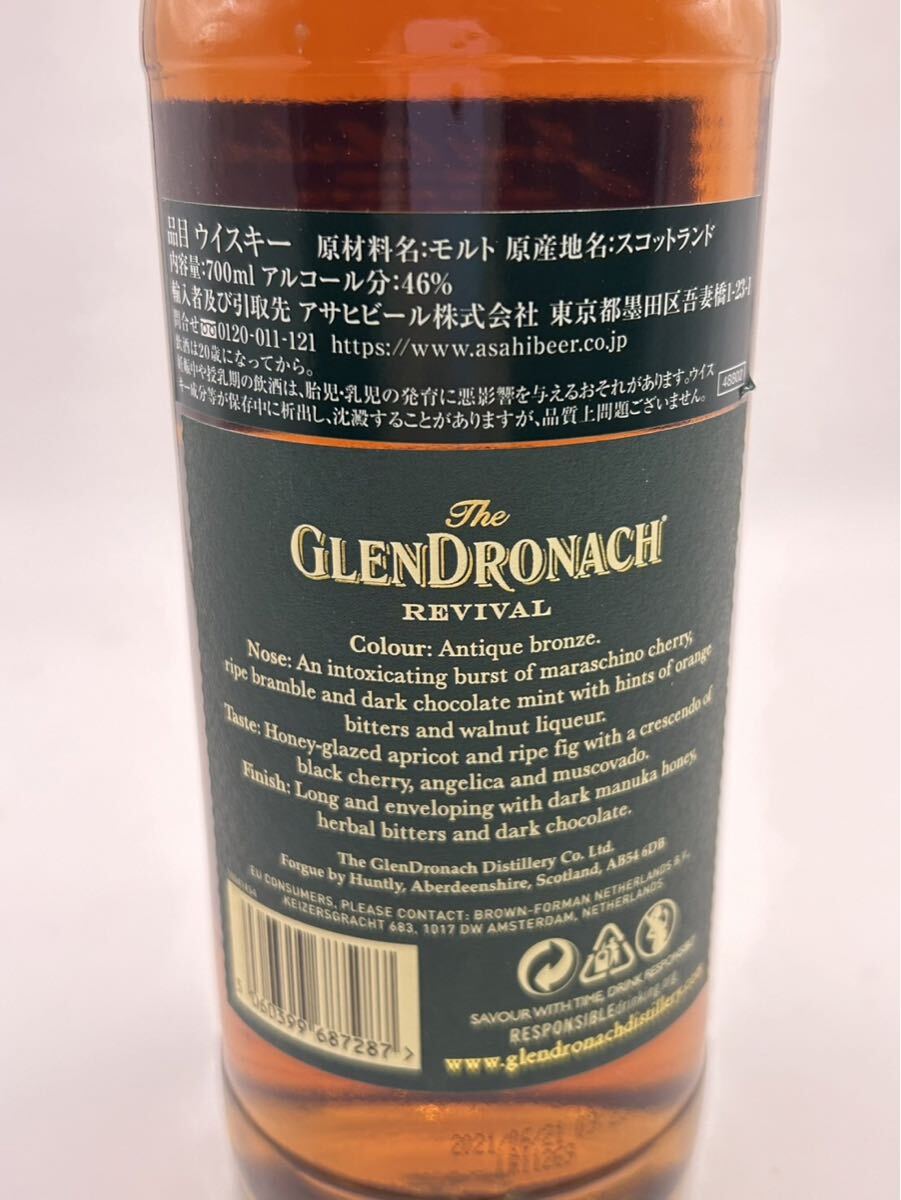 品目 ウイスキー 原材料名:モルト 原産地名:スコットランド
内容量:700ml アルコール分:46%
輸入者及び引取先 アサヒビール株式会社 東京都墨田区吾妻橋1-23-1
問合せ 0120-011-121 https://www.asahibeer.co.jp
飲酒は20歳になってから。
妊娠中や授乳期の飲酒は、胎児・乳児の発育に悪影響を与えるおそれがあります。ウイス
キー成分等が保存中に析出し、沈澱することがありますが、品質上問題ございません。
48802
The
GLENDRONACH
REVIVAL
Colour: Antique bronze.
Nose: An intoxicating burst of maraschino cherry,
ripe bramble and dark chocolate mint with hints of orange
bitters and walnut liqueur.
Taste: Honey-glazed apricot and ripe fig with a crescendo of
black cherry, angelica and muscovado.
Finish: Long and enveloping with dark manuka honey,
herbal bitters and dark chocolate.
The GlenDronach Distillery Co. Ltd.
Forgue by Huntly, Aberdeenshire, Scotland, AB54 6DB
EU CONSUMERS, PLEASE CONTACT: BROWN-FORMAN NETHERLANDS B.V.,
KEIZERSGRACHT 683, 1017 DW AMSTERDAM, NETHERLANDS
5 060399 687287 >
SAVOUR WITH TIME, DRINK RESPONSIBLY
RESPONSIBLEdrinking.org
www.glendronachdistillery.com
2021/06/21
LR11263